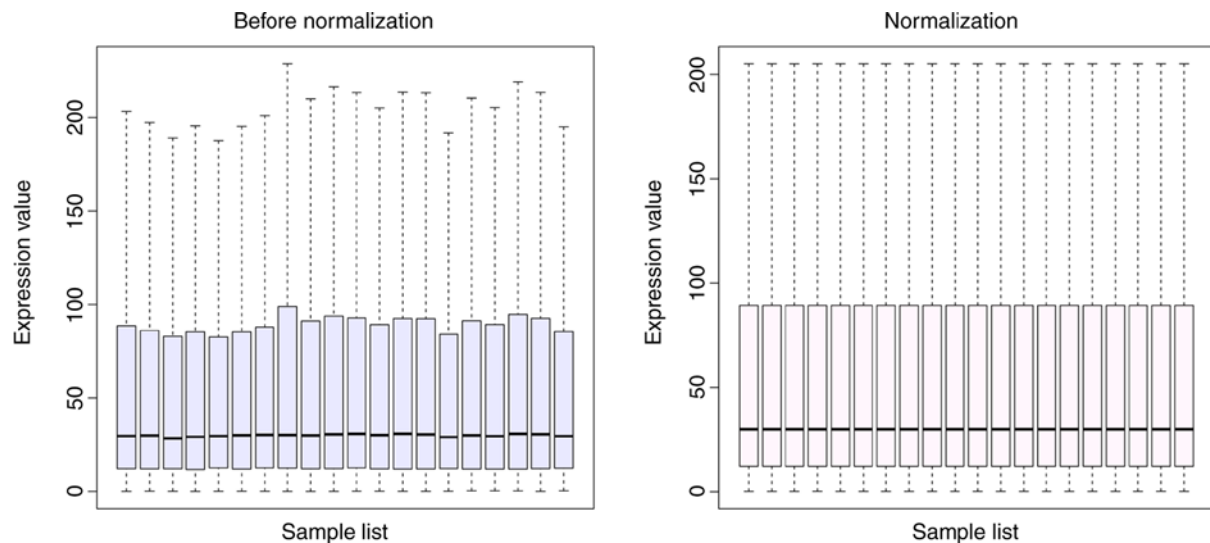 Before normalization
Expression value
200
150
100
50
0
Sample list
Normalization
Expression value
200
150
100
50
0
Sample list